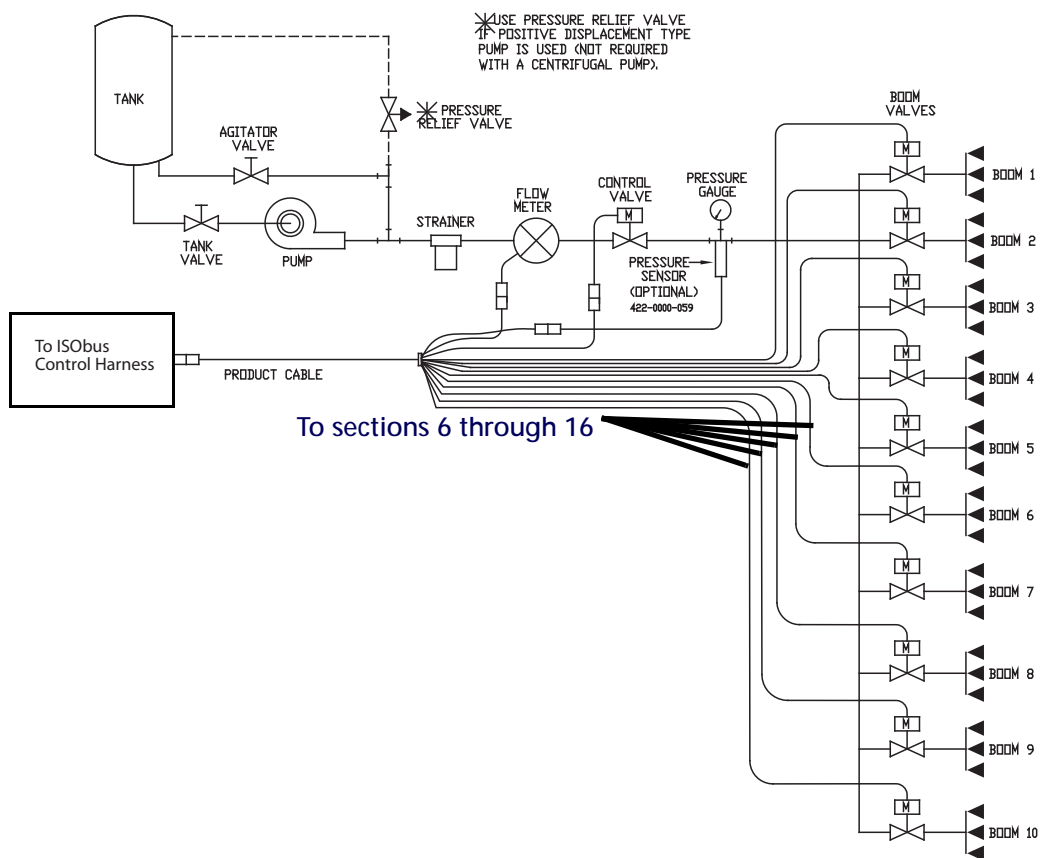 USE PRESSURE RELIEF VALVE
IF POSITIVE DISPLACEMENT TYPE
PUMP IS USED (NOT REQUIRED
WITH A CENTRIFUGAL PUMP).
TANK
PRESSURE
RELIEF VALVE
BOOM
VALVES
M
AGITATOR
VALVE
BOOM 1
FLOW
METER
CONTROL
VALVE
PRESSURE
GAUGE
STRAINER
M
M
TANK
VALVE
PUMP
BOOM 2
PRESSURE
SENSOR
(OPTIONAL)
422-0000-059
M
BOOM 3
To ISObus
Control Harness
PRODUCT CABLE
M
BOOM 4
To sections 6 through 16
M
BOOM 5
M
BOOM 6
M
BOOM 7
M
BOOM 8
M
BOOM 9
M
BOOM 10